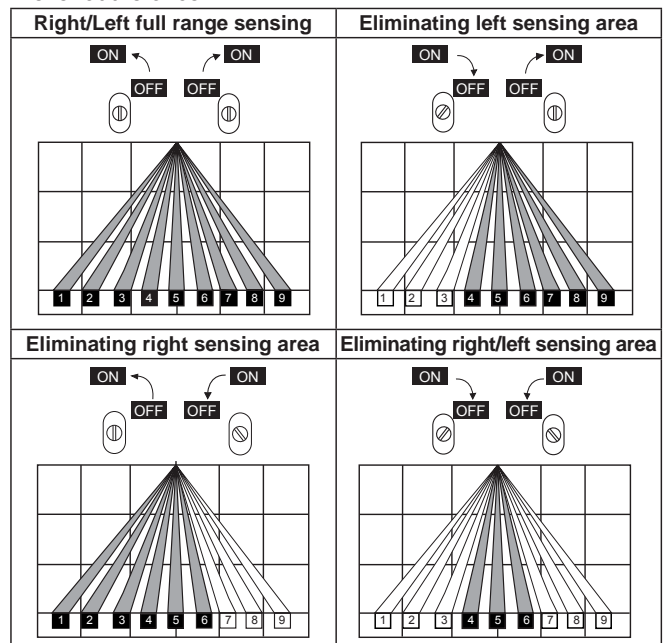 Right/Left full range sensing
ON ON
OFF OFF
1 2 3 4 5 6 7 8 9
Eliminating left sensing area
ON ON
OFF OFF
1 2 3 4 5 6 7 8 9
Eliminating right sensing area
ON ON
OFF OFF
1 2 3 4 5 6 7 8 9
Eliminating right/left sensing area
ON ON
OFF OFF
1 2 3 4 5 6 7 8 9